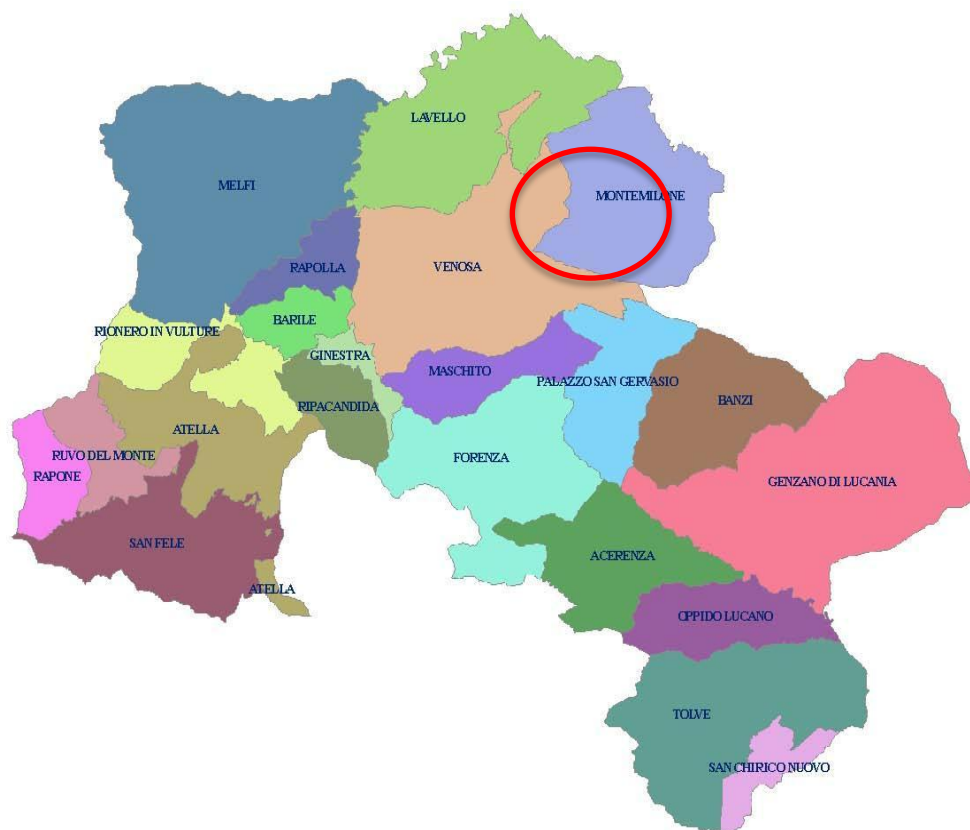 LAVELLO
MELFI
MONTEMILONE
VENOSA
RAPOLLA
BARILE
RIONERO IN VULTURE
GINESTRA
MASCHITO
PALAZZO SAN GERVASIO
BANZI
RIPACANDIDA
ATELLA
RUVO DEL MONTE
FORENZA
RAPONE
GENZANO DI LUCANIA
SAN FELE
ACERENZA
ATELLA
OPPIDO LUCANO
TOLVE
SAN CHIRICO NUOVO